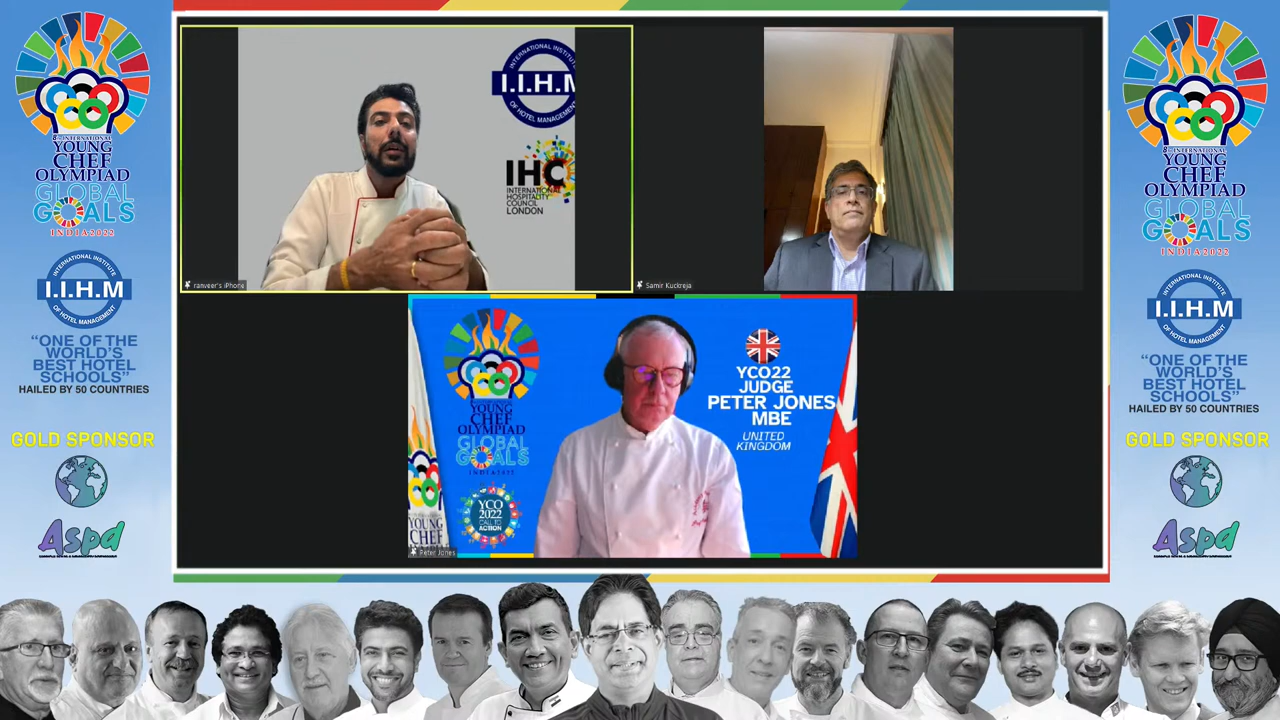 8th INTERNATIONAL
YOUNG
CHEF
OLYMPIAD
GLOBAL
GOALS
INDIA2022
INTERNATIONAL INSTITUTE
I.I.H.M
OF HOTEL MANAGEMENT
“ONE OF THE
WORLD’S
BEST HOTEL
SCHOOLS”
HAILED BY 50 COUNTRIES
GOLD SPONSOR
Aspd
INTERNATIONAL INSTITUTE
I.I.H.M
OF HOTEL MANAGEMENT
IHC
INTERNATIONAL
HOSPITALITY
COUNCIL
LONDON
ranveer's iPhone
Samir Kuckreja
YOUNG
CHEF
OLYMPIAD
GLOBAL
GOALS
INDIA2022
YCO
2022
CALL TO
ACTION
YOUNG
CHEF
OLYMPIAD
YCO22
JUDGE
PETER JONES
MBE
UNITED
KINGDOM
Peter Jones
8th INTERNATIONAL
YOUNG
CHEF
OLYMPIAD
GLOBAL
GOALS
INDIA2022
INTERNATIONAL INSTITUTE
I.I.H.M
OF HOTEL MANAGEMENT
“ONE OF THE
WORLD’S
BEST HOTEL
SCHOOLS”
HAILED BY 50 COUNTRIES
GOLD SPONSOR
Aspd